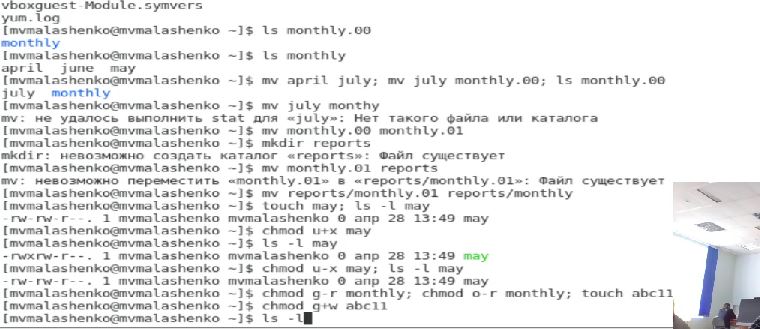 vboxguest-Module.symvers
yum.log
[mvmalashenko@mvmalashenko ~]$ ls monthly.00
monthly
[mvmalashenko@mvmalashenko ~]$ ls monthly
april  june  may
[mvmalashenko@mvmalashenko ~]$ mv april july; mv july monthly.00; ls monthly.00
july  monthly
[mvmalashenko@mvmalashenko ~]$ mv july monthy
mv: не удалось выполнить stat для «july»: Нет такого файла или каталога
[mvmalashenko@mvmalashenko ~]$ mv monthly.00 monthly.01
[mvmalashenko@mvmalashenko ~]$ mkdir reports
mkdir: невозможно создать каталог «reports»: Файл существует
[mvmalashenko@mvmalashenko ~]$ mv monthly.01 reports
mv: невозможно переместить «monthly.01» в «reports/monthly.01»: Файл существует
[mvmalashenko@mvmalashenko ~]$ mv reports/monthly.01 reports/monthly
[mvmalashenko@mvmalashenko ~]$ touch may; ls -l may
-rw-rw-r--. 1 mvmalashenko mvmalashenko 0 апр 28 13:49 may
[mvmalashenko@mvmalashenko ~]$ chmod u+x may
[mvmalashenko@mvmalashenko ~]$ ls -l may
-rwxrw-r--. 1 mvmalashenko mvmalashenko 0 апр 28 13:49 may
[mvmalashenko@mvmalashenko ~]$ chmod u-x may; ls -l may
-rw-rw-r--. 1 mvmalashenko mvmalashenko 0 апр 28 13:49 may
[mvmalashenko@mvmalashenko ~]$ chmod g-r monthly; chmod o-r monthly; touch abc11
[mvmalashenko@mvmalashenko ~]$ chmod g+w abc11
[mvmalashenko@mvmalashenko ~]$ ls -l